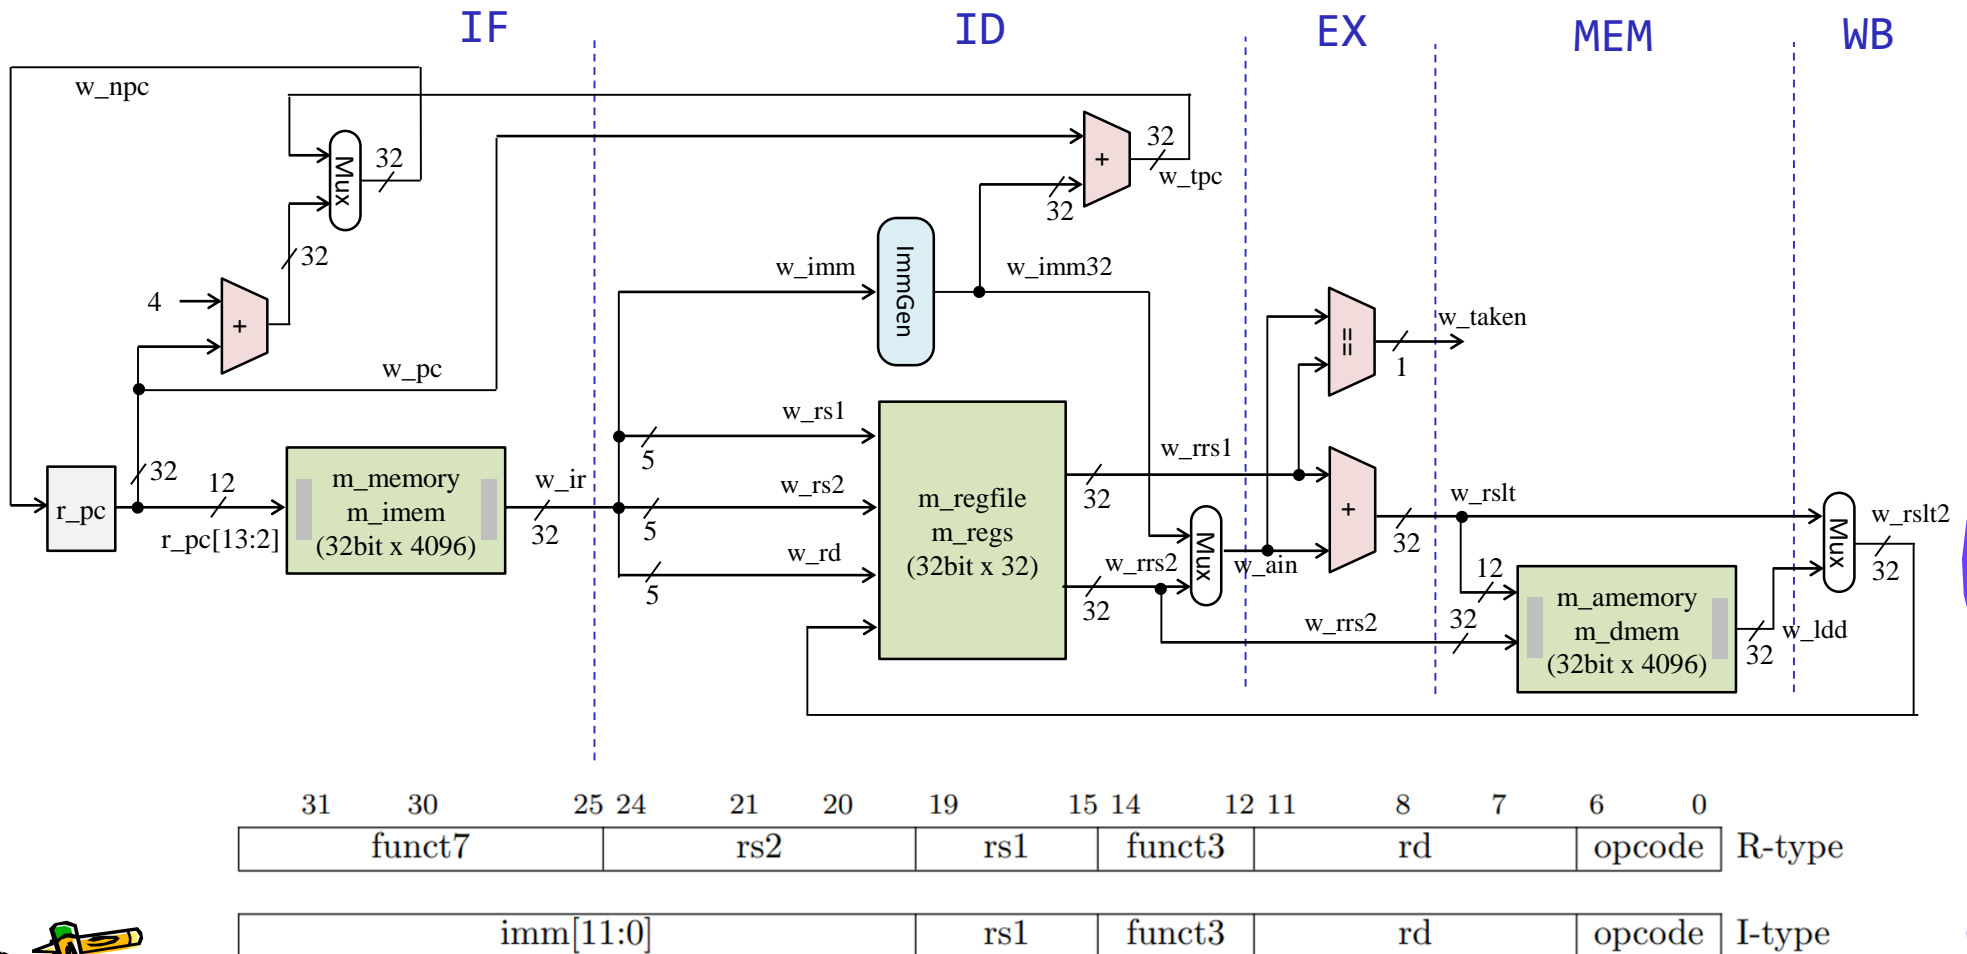 IF ID EX MEM WB
w_npc
Mux
32
32
w_tpc
+
32
32
4
+
w_imm
ImmGen
w_imm32
w_pc
==
w_taken
1
r_pc
32
12
r_pc[13:2]
m_memory
m_imem
(32bit x 4096)
w_ir
32
w_rs1
5
w_rs2
5
w_rd
5
m_regfile
m_regs
(32bit x 32)
w_rrs1
32
w_rrs2
32
Mux
w_ain
+
32
w_rslt
w_rrs2
12
32
m_amemory
m_dmem
(32bit x 4096)
32
w_ldd
Mux
w_rslt2
32
31 30 25 24 21 20 19 15 14 12 11 8 7 6 0
funct7 rs2 rs1 funct3 rd opcode R-type
imm[11:0] rs1 funct3 rd opcode I-type